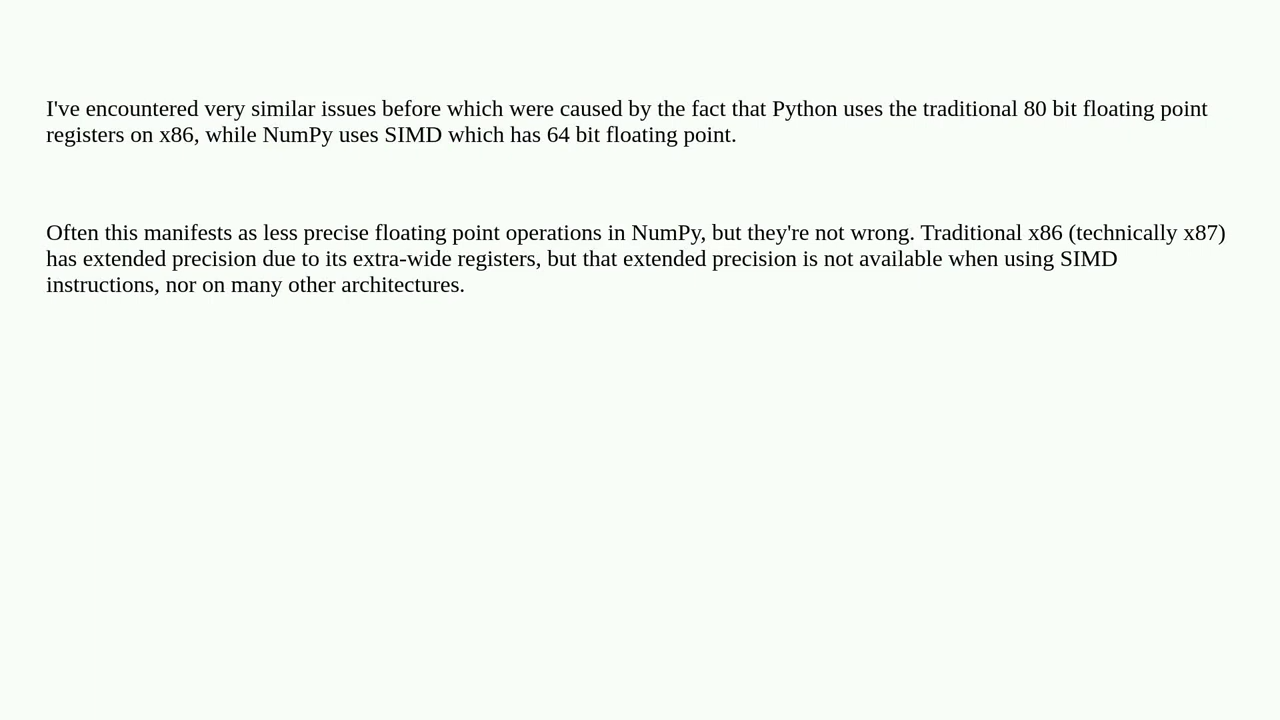 I've encountered very similar issues before which were caused by the fact that Python uses the traditional 80 bit floating point
registers on x86, while NumPy uses SIMD which has 64 bit floating point.
Often this manifests as less precise floating point operations in NumPy, but they're not wrong. Traditional x86 (technically x87)
has extended precision due to its extra-wide registers, but that extended precision is not available when using SIMD
instructions, nor on many other architectures.